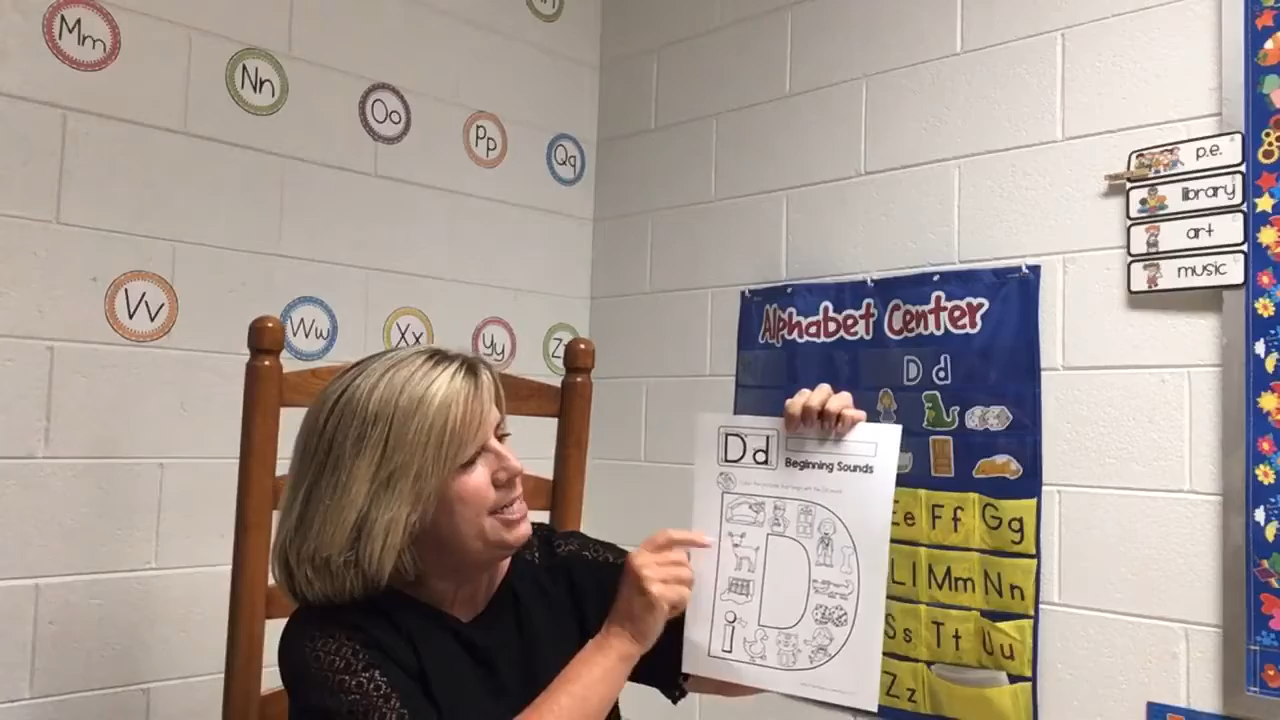 Mm
Nn
Oo
Pp
Qq
Vv
Ww
Xx
Yy
Zz
p.e.
library
art
music
Alphabet Center
D d
Ee Ff Gg
Ll Mm Nn
Ss Tt Uu
Zz
Dd
Beginning Sounds
D
i